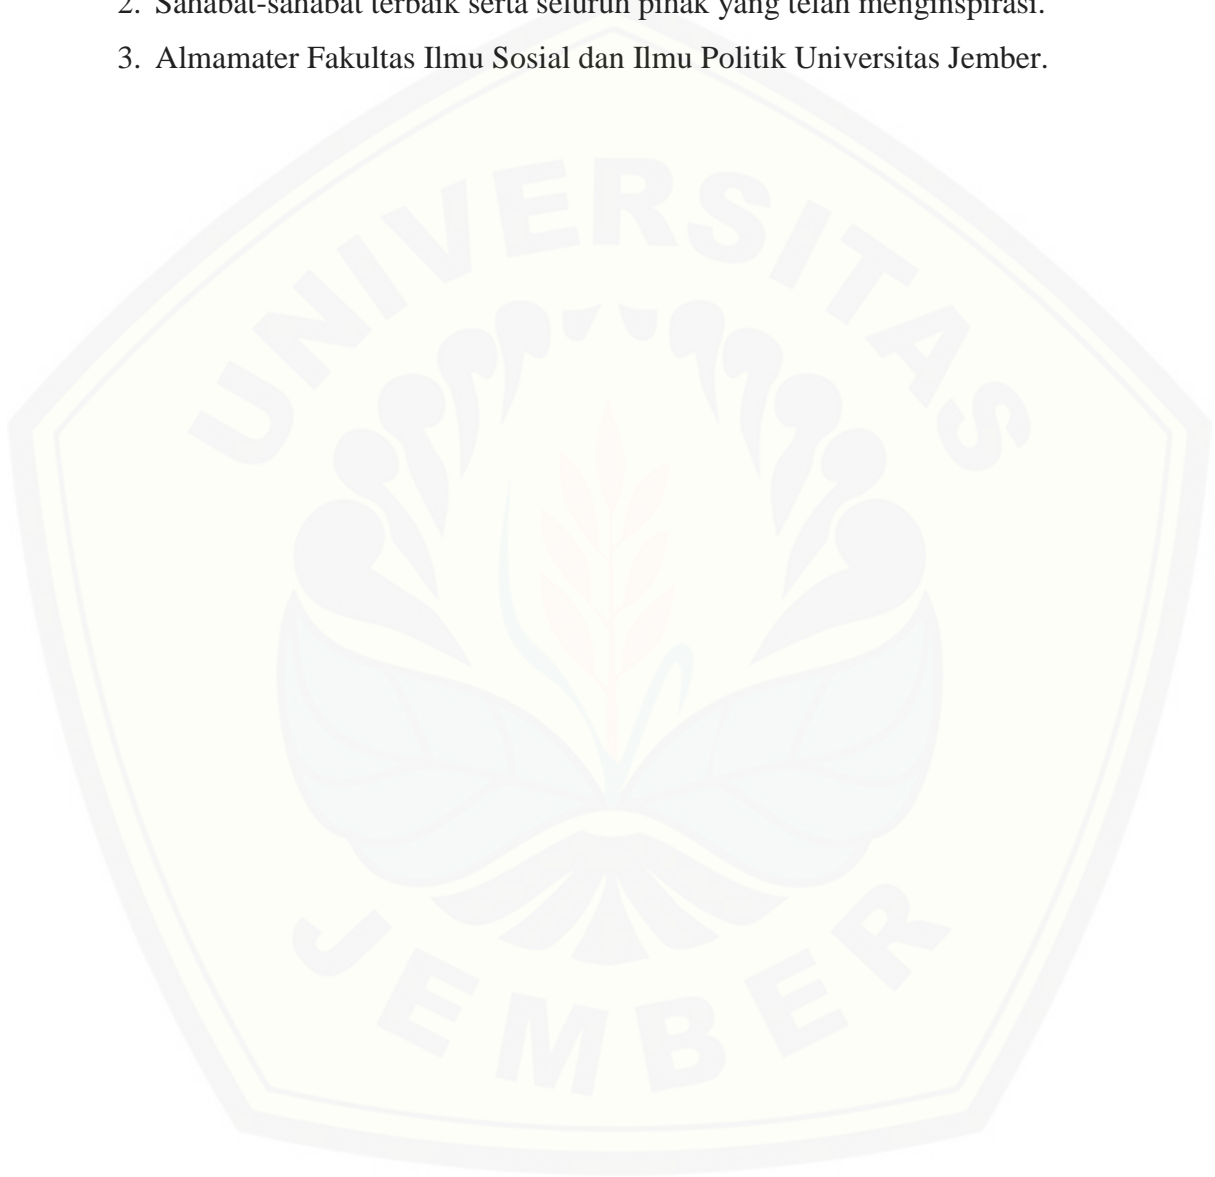 2. Sahabat-sahabat terbaik serta seluruh pihak yang telah menginspirasi.
3. Almamater Fakultas Ilmu Sosial dan Ilmu Politik Universitas Jember.
UNIVERSITAS
JEMBER